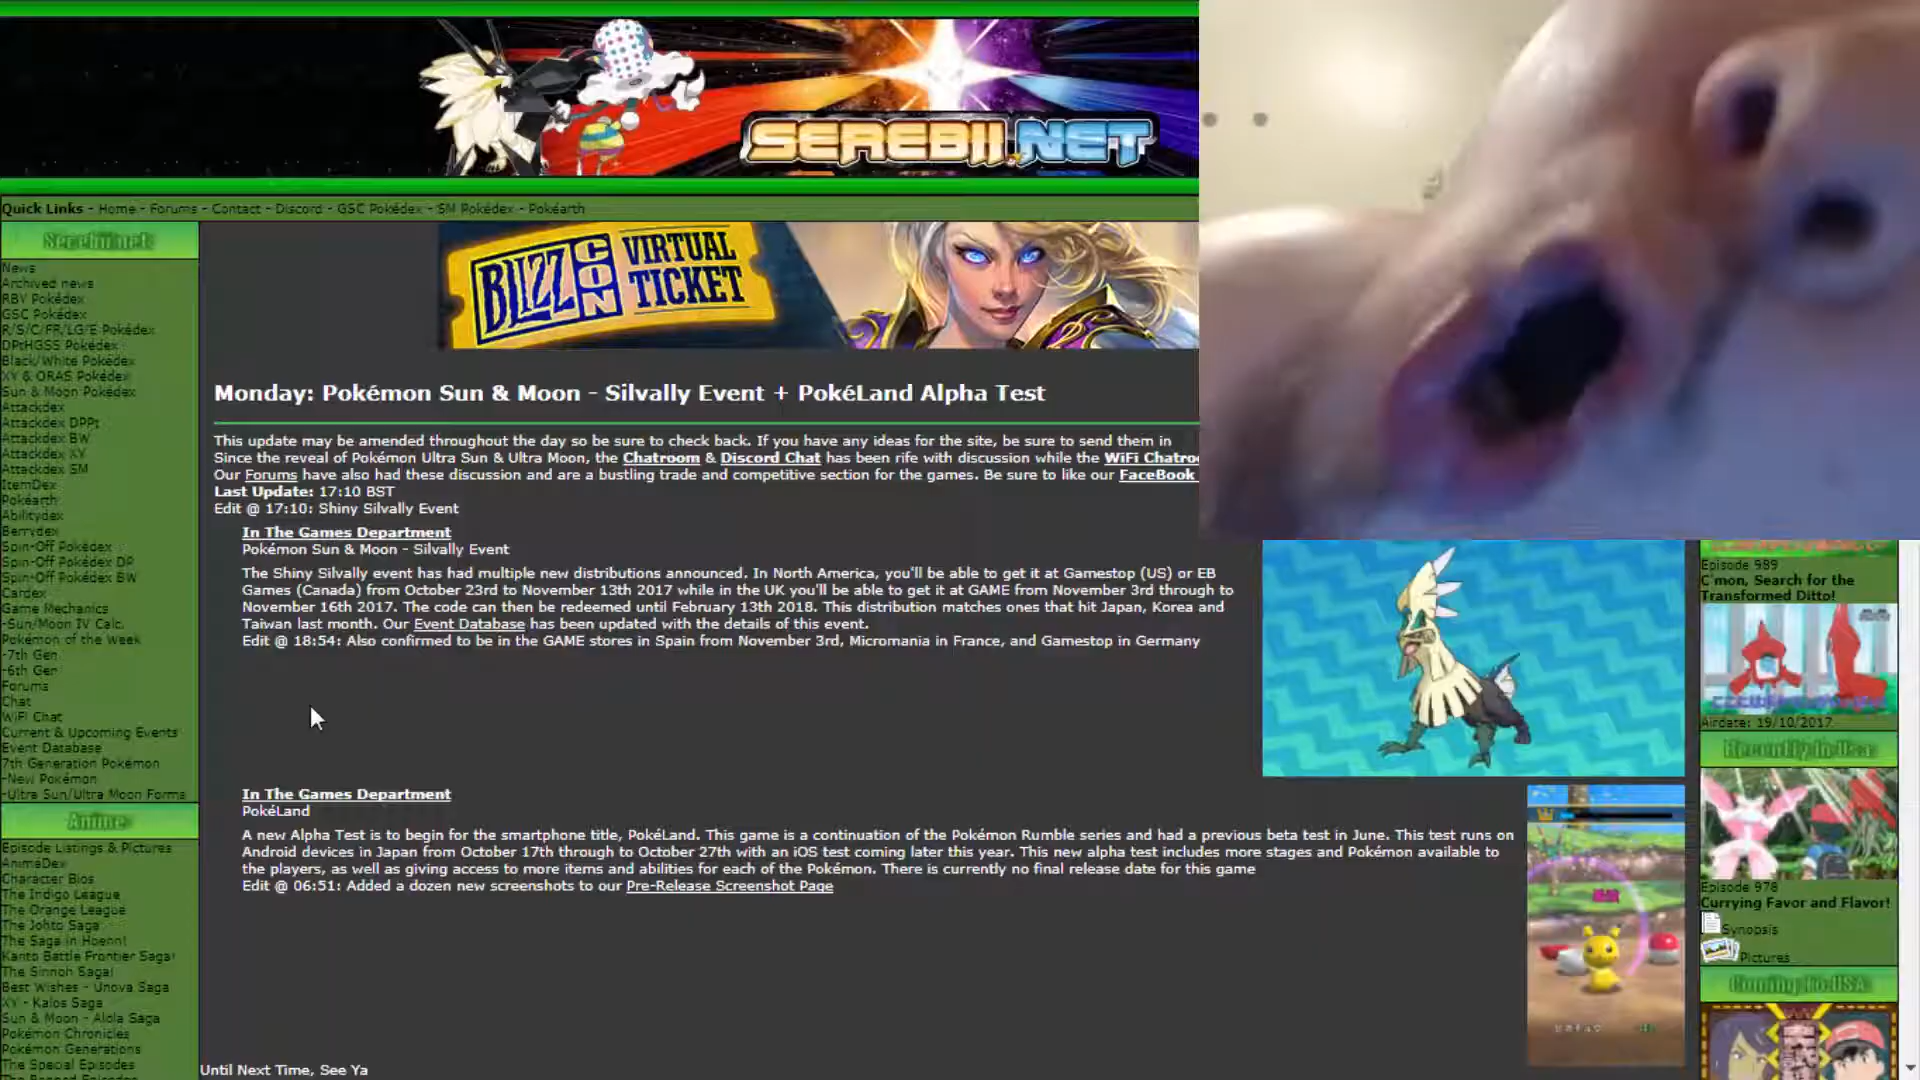 SEREBII.NET
Quick Links - Home - Forums - Contact - Discord - GSC Pokédex - SM Pokédex - Pokéarth
Serebii.net
News
Archived news
RBY Pokédex
GSC Pokédex
R/S/C/FR/LG/E Pokédex
DPtHGSS Pokédex
Black/White Pokédex
XY & ORAS Pokédex
Sun & Moon Pokédex
Attackdex
Attackdex DPPt
Attackdex BW
Attackdex XY
Attackdex SM
ItemDex
Pokéarth
Abilitydex
Berrydex
Spin-Off Pokédex
Spin-Off Pokédex DP
Spin-Off Pokédex BW
Cardex
Game Mechanics
-Sun/Moon IV Calc.
Pokémon of the Week
-7th Gen
-6th Gen
Forums
Chat
WiFi Chat
Current & Upcoming Events
Event Database
7th Generation Pokémon
-New Pokémon
-Ultra Sun/Ultra Moon Forms
Anime
Episode Listings & Pictures
AniméDex
Character Bios
The Indigo League
The Orange League
The Johto Saga
The Saga in Hoenn!
Kanto Battle Frontier Saga!
The Sinnoh Saga!
Best Wishes - Unova Saga
XY - Kalos Saga
Sun & Moon - Alola Saga
Pokémon Chronicles
Pokémon Generations
The Special Episodes
BLIZZCON VIRTUAL TICKET
Monday: Pokémon Sun & Moon - Silvally Event + PokéLand Alpha Test
This update may be amended throughout the day so be sure to check back. If you have any ideas for the site, be sure to send them in
Since the reveal of Pokémon Ultra Sun & Ultra Moon, the Chatroom & Discord Chat has been rife with discussion while the WiFi
Our Forums have also had these discussion and are a bustling trade and competitive section for the games. Be sure to like our FaceBook
Last Update: 17:10 BST
Edit @ 17:10: Shiny Silvally Event
In The Games Department
Pokémon Sun & Moon - Silvally Event
The Shiny Silvally event has had multiple new distributions announced. In North America, you'll be able to get it at Gamestop (US) or EB
Games (Canada) from October 23rd to November 13th 2017 while in the UK you'll be able to get it at GAME from November 3rd through to
November 16th 2017. The code can then be redeemed until February 13th 2018. This distribution matches ones that hit Japan, Korea and
Taiwan last month. Our Event Database has been updated with the details of this event.
Edit @ 18:54: Also confirmed to be in the GAME stores in Spain from November 3rd, Micromania in France, and Gamestop in Germany
In The Games Department
PokéLand
A new Alpha Test is to begin for the smartphone title, PokéLand. This game is a continuation of the Pokémon Rumble series and had a previous beta test in June. This test runs on
Android devices in Japan from October 17th through to October 27th with an iOS test coming later this year. This new alpha test includes more stages and Pokémon available to
the players, as well as giving access to more items and abilities for each of the Pokémon. There is currently no final release date for this game
Edit @ 06:51: Added a dozen new screenshots to our Pre-Release Screenshot Page
Until Next Time, See Ya
Episode 989
C'mon, Search for the
Transformed Ditto!
Airdate: 19/10/2017
Recently In Usa:
Episode 978
Currying Favor and Flavor!
Synopsis
Pictures
Coming To USA: